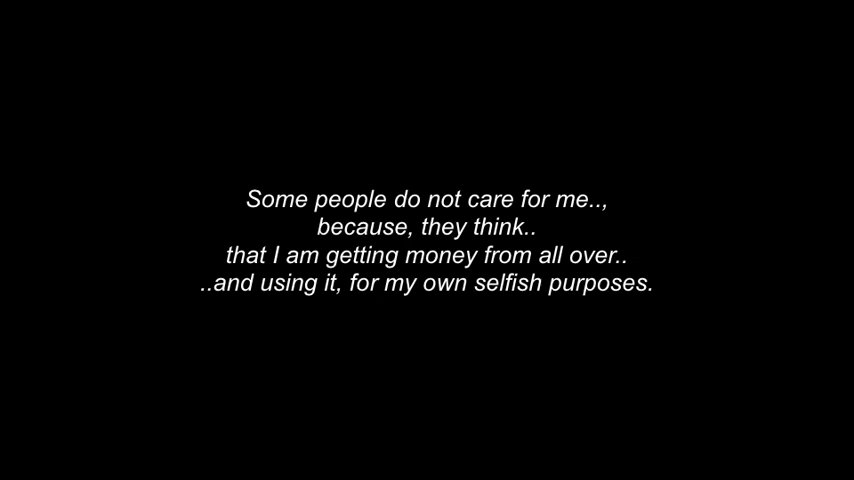 Some people do not care for me..,
because, they think..
that I am getting money from all over..
..and using it, for my own selfish purposes.